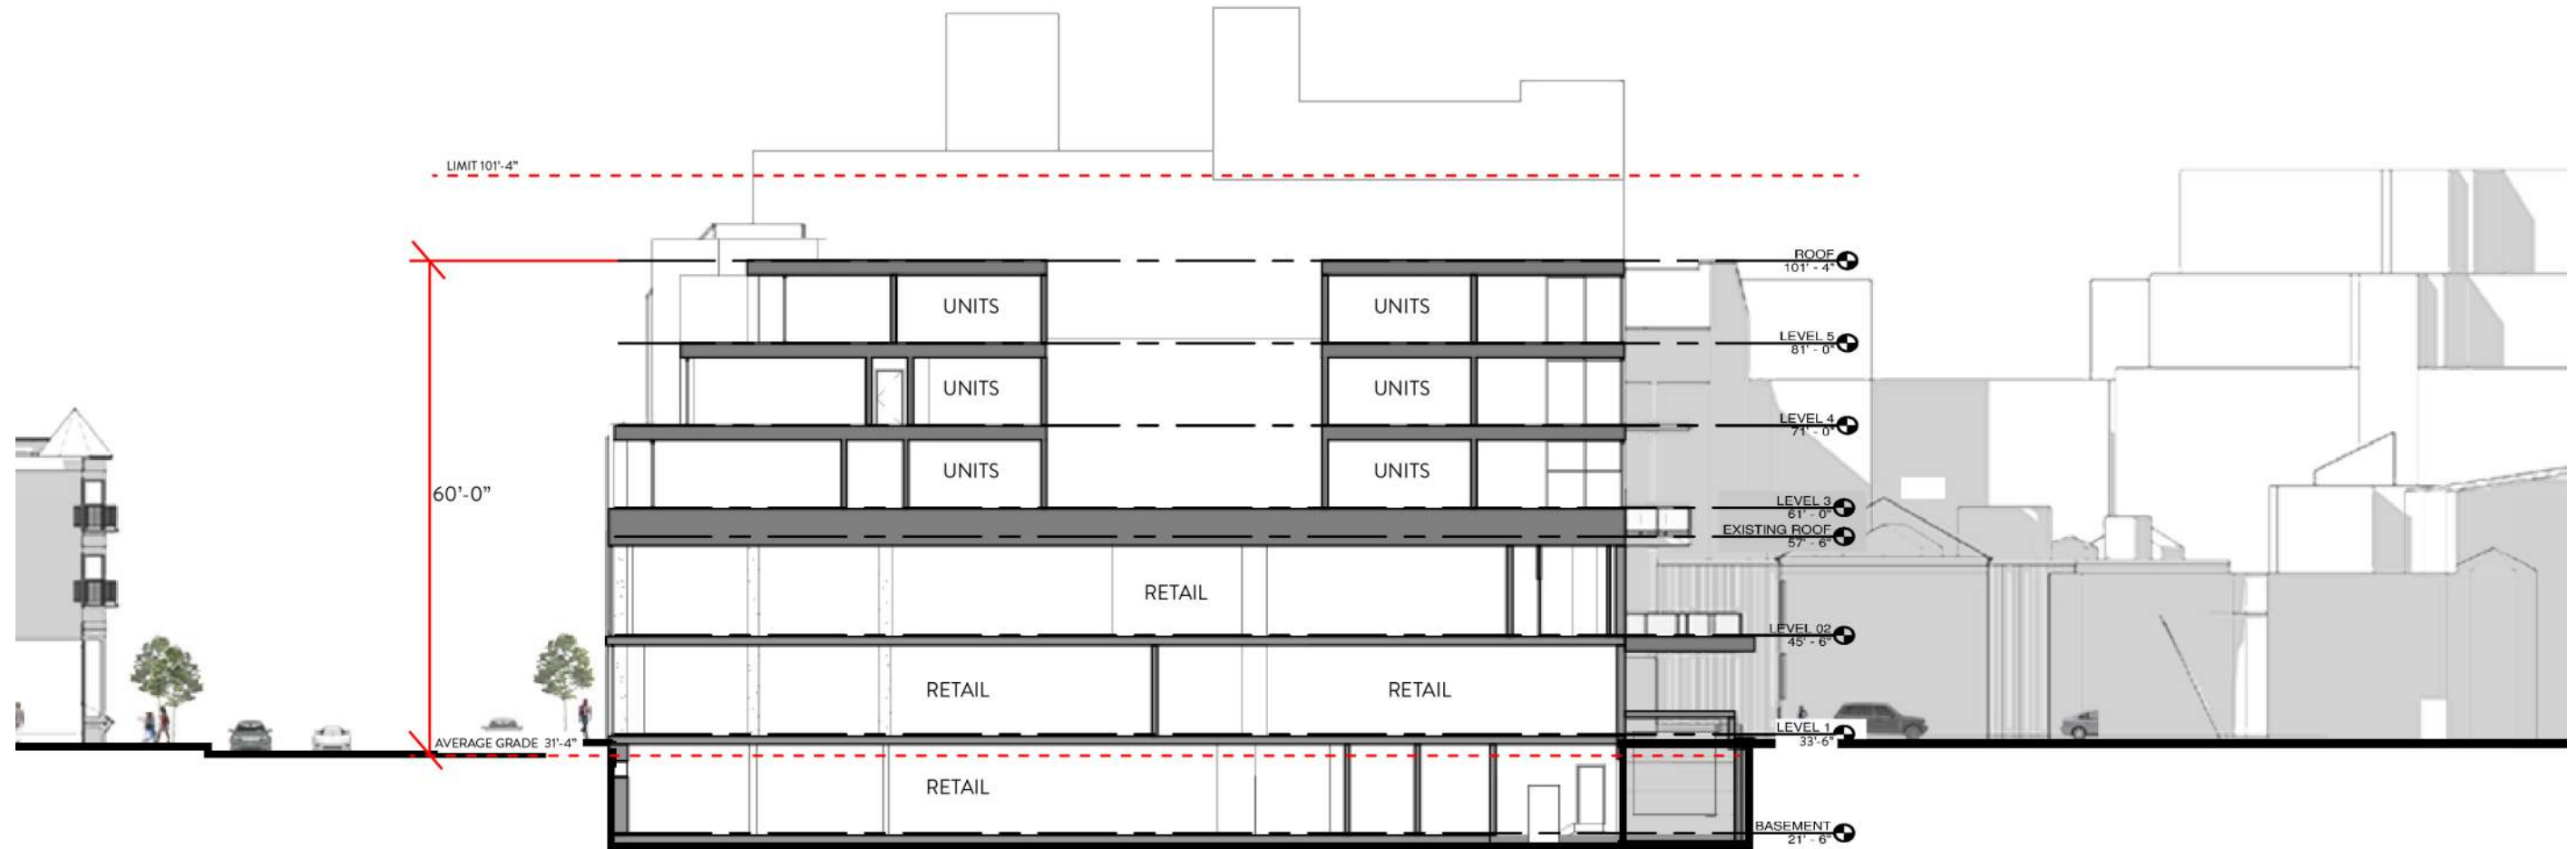 LIMIT 101'-4"
ROOF
101' - 4"
UNITS
UNITS
LEVEL 5
81' - 0"
UNITS
UNITS
LEVEL 4
71' - 0"
UNITS
UNITS
60'-0"
LEVEL 3
61' - 0"
EXISTING ROOF
57' - 6"
RETAIL
LEVEL 02
45' - 6"
RETAIL
RETAIL
LEVEL 1
33'-6"
AVERAGE GRADE 31'-4"
RETAIL
BASEMENT
21' - 6"